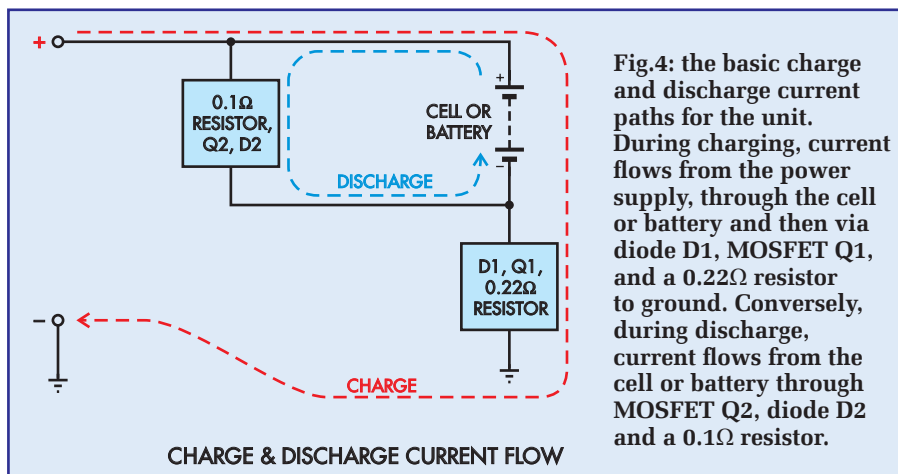 +
0.1Ω
RESISTOR,
Q2, D2
+
CELL OR
BATTERY
–
DISCHARGE
D1, Q1,
0.22Ω
RESISTOR
–
CHARGE
CHARGE & DISCHARGE CURRENT FLOW
Fig.4: the basic charge
and discharge current
paths for the unit.
During charging, current
flows from the power
supply, through the cell
or battery and then via
diode D1, MOSFET Q1,
and a 0.22Ω resistor
to ground. Conversely,
during discharge,
current flows from the
cell or battery through
MOSFET Q2, diode D2
and a 0.1Ω resistor.